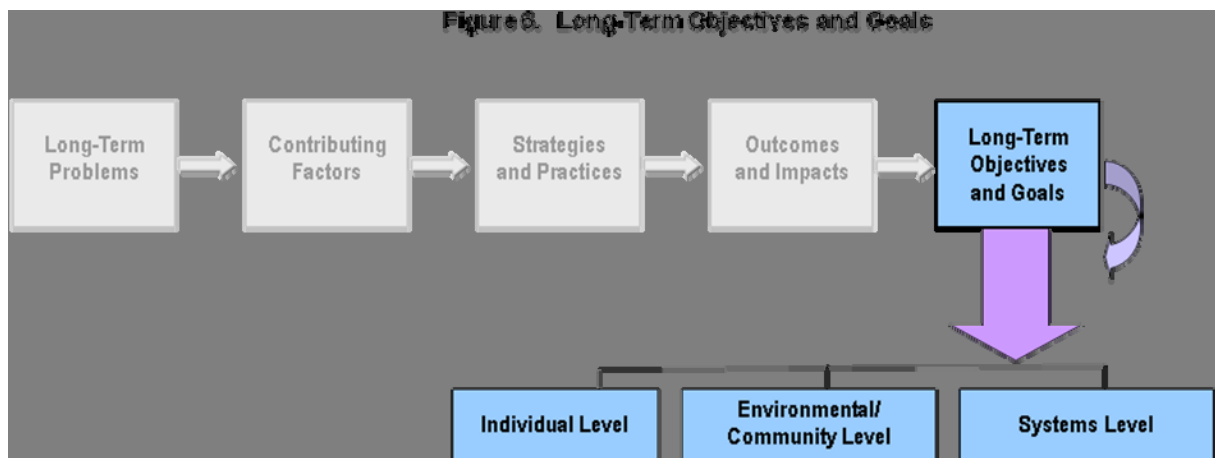 Figure 8. Long-Term Objectives and Goals
Long-Term
Problems
Contributing
Factors
Strategies
and Practices
Outcomes
and Impacts
Long-Term
Objectives
and Goals
Individual Level
Environmental/
Community Level
Systems Level